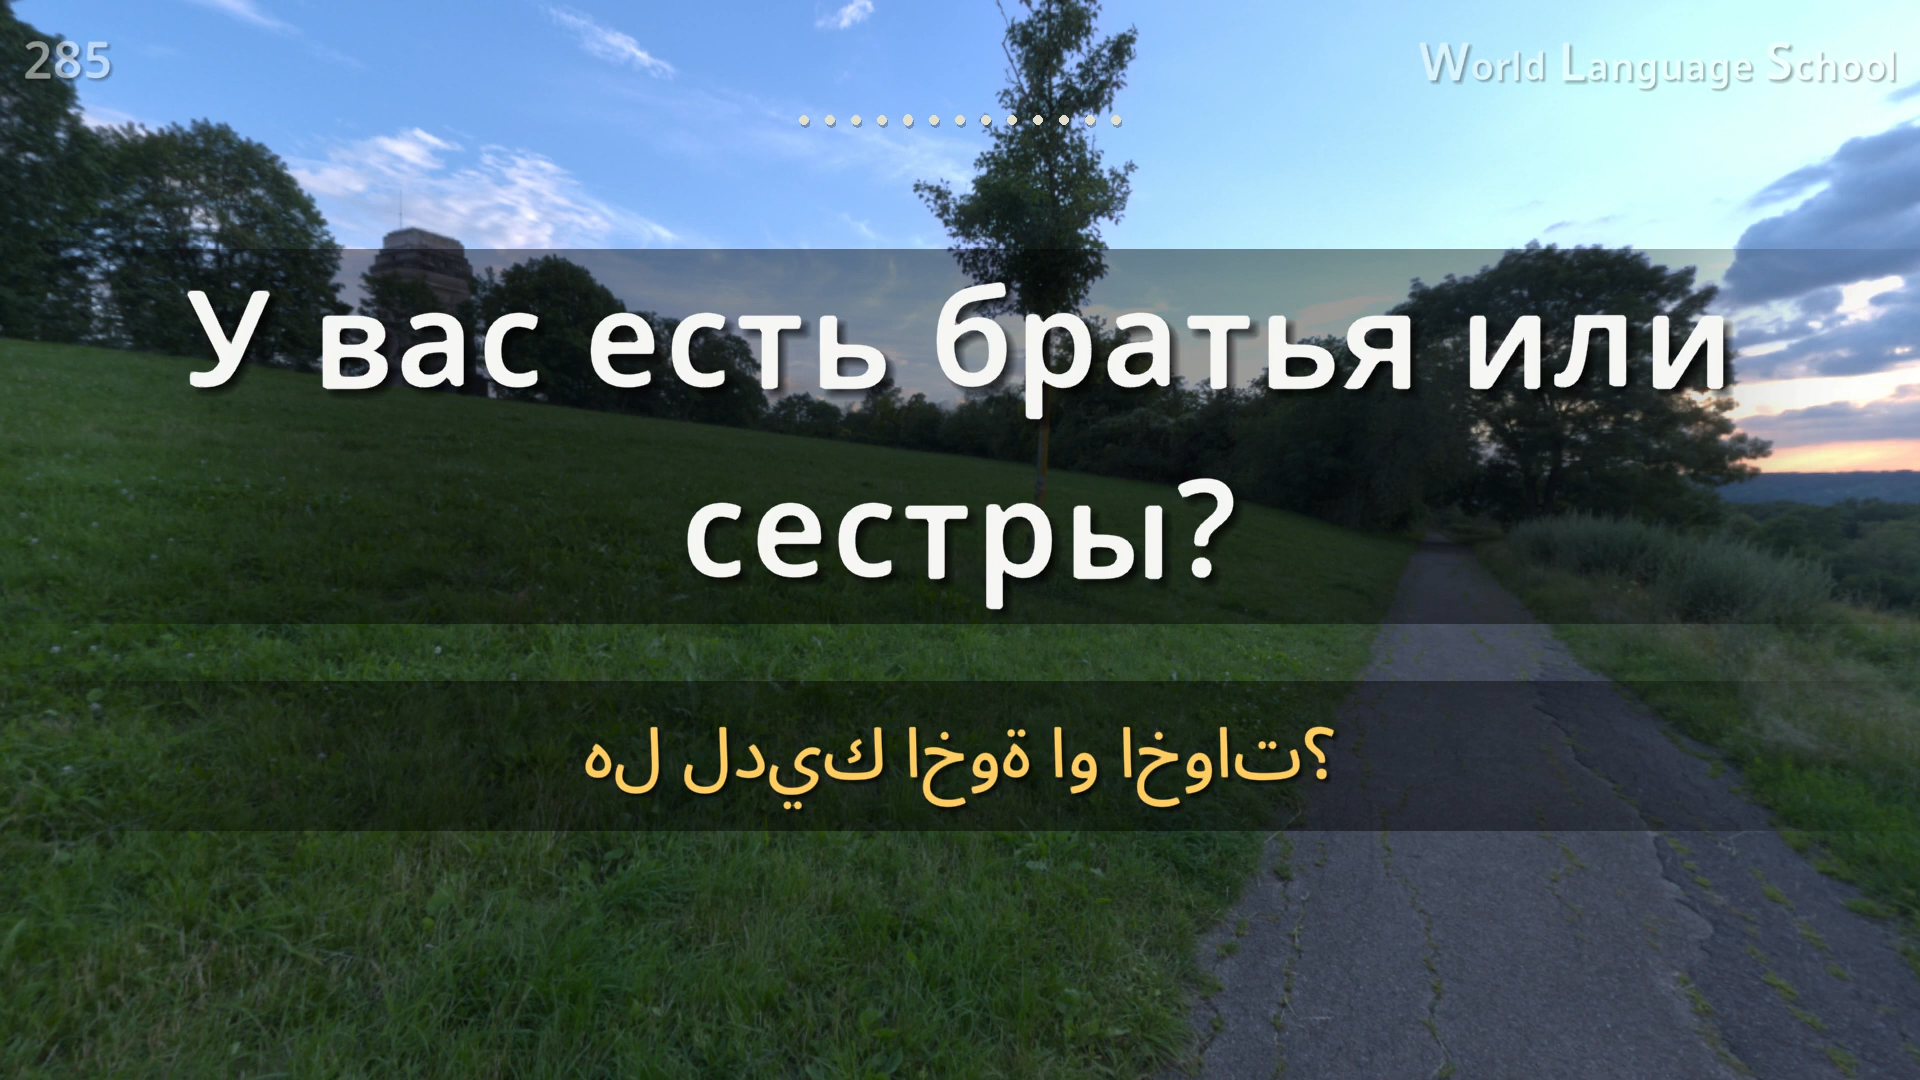 285
World Language School
У вас есть братья или
сестры?
هل لديك اخوة او اخوات؟